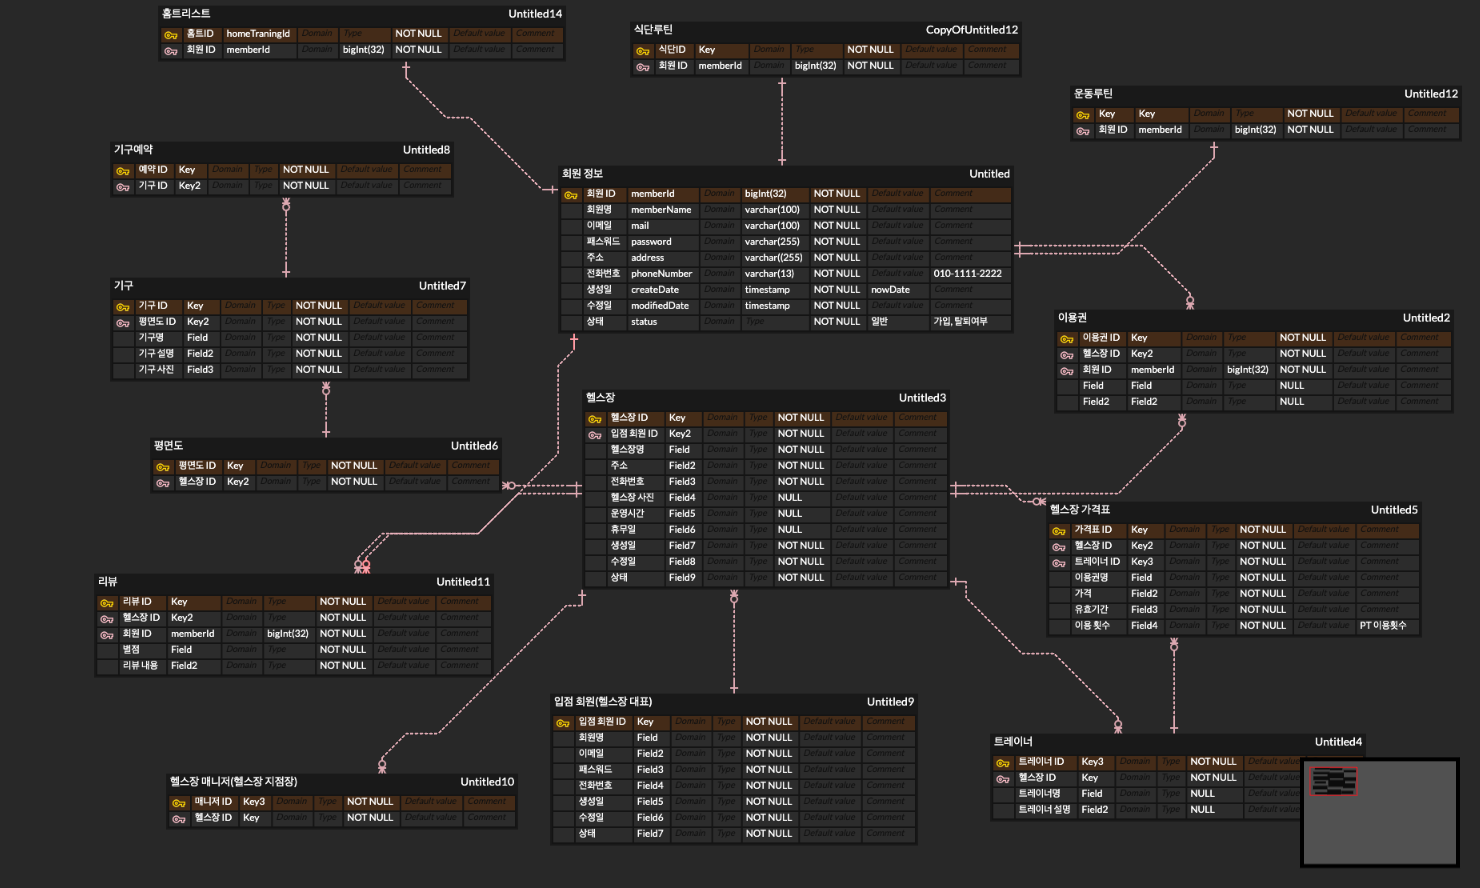 홈트리스트 Untitled14
홈트ID homeTraningId Domain Type NOT NULL Default value Comment
회원 ID memberId Domain bigInt(32) NOT NULL Default value Comment
식단루틴 CopyOfUntitled12
식단ID Key Domain Type NOT NULL Default value Comment
회원 ID memberId Domain bigInt(32) NOT NULL Default value Comment
운동루틴 Untitled12
Key Key Domain Type NOT NULL Default value Comment
회원 ID memberId Domain bigInt(32) NOT NULL Default value Comment
기구예약 Untitled8
예약 ID Key Domain Type NOT NULL Default value Comment
기구 ID Key2 Domain Type NOT NULL Default value Comment
회원 정보 Untitled
회원 ID memberId Domain bigInt(32) NOT NULL Default value Comment
회원명 memberName Domain varchar(100) NOT NULL Default value Comment
이메일 mail Domain varchar(100) NOT NULL Default value Comment
패스워드 password Domain varchar(255) NOT NULL Default value Comment
주소 address Domain varchar((255) NOT NULL Default value Comment
전화번호 phoneNumber Domain varchar(13) NOT NULL Default value 010-1111-2222
생성일 createDate Domain timestamp NOT NULL nowDate Comment
수정일 modifiedDate Domain timestamp NOT NULL Default value Comment
상태 status Domain Type NOT NULL 일반 가입, 탈퇴여부
기구 Untitled7
기구 ID Key Domain Type NOT NULL Default value Comment
평면도 ID Key2 Domain Type NOT NULL Default value Comment
기구명 Field Domain Type NOT NULL Default value Comment
기구 설명 Field2 Domain Type NOT NULL Default value Comment
기구 사진 Field3 Domain Type NOT NULL Default value Comment
이용권 Untitled2
이용권 ID Key Domain Type NOT NULL Default value Comment
헬스장 ID Key2 Domain Type NOT NULL Default value Comment
회원 ID memberId Domain bigInt(32) NOT NULL Default value Comment
Field Field Domain Type NULL Default value Comment
Field2 Field2 Domain Type NULL Default value Comment
헬스장 Untitled3
헬스장 ID Key Domain Type NOT NULL Default value Comment
입점 회원 ID Key2 Domain Type NOT NULL Default value Comment
헬스장명 Field Domain Type NOT NULL Default value Comment
주소 Field2 Domain Type NOT NULL Default value Comment
전화번호 Field3 Domain Type NOT NULL Default value Comment
헬스장 사진 Field4 Domain Type NULL Default value Comment
운영시간 Field5 Domain Type NULL Default value Comment
휴무일 Field6 Domain Type NULL Default value Comment
생성일 Field7 Domain Type NOT NULL Default value Comment
수정일 Field8 Domain Type NOT NULL Default value Comment
상태 Field9 Domain Type NOT NULL Default value Comment
평면도 Untitled6
평면도 ID Key Domain Type NOT NULL Default value Comment
헬스장 ID Key2 Domain Type NOT NULL Default value Comment
헬스장 가격표 Untitled5
가격표 ID Key Domain Type NOT NULL Default value Comment
헬스장 ID Key2 Domain Type NOT NULL Default value Comment
트레이너 ID Key3 Domain Type NOT NULL Default value Comment
이용권명 Field Domain Type NOT NULL Default value Comment
가격 Field2 Domain Type NOT NULL Default value Comment
유효기간 Field3 Domain Type NOT NULL Default value Comment
이용 횟수 Field4 Domain Type NOT NULL Default value PT 이용횟수
리뷰 Untitled11
리뷰 ID Key Domain Type NOT NULL Default value Comment
헬스장 ID Key2 Domain Type NOT NULL Default value Comment
회원 ID memberId Domain bigInt(32) NOT NULL Default value Comment
별점 Field Domain Type NOT NULL Default value Comment
리뷰 내용 Field2 Domain Type NOT NULL Default value Comment
입점 회원(헬스장 대표) Untitled9
입점 회원 ID Key Domain Type NOT NULL Default value Comment
회원명 Field Domain Type NOT NULL Default value Comment
이메일 Field2 Domain Type NOT NULL Default value Comment
패스워드 Field3 Domain Type NOT NULL Default value Comment
전화번호 Field4 Domain Type NOT NULL Default value Comment
생성일 Field5 Domain Type NOT NULL Default value Comment
수정일 Field6 Domain Type NOT NULL Default value Comment
상태 Field7 Domain Type NOT NULL Default value Comment
트레이너 Untitled4
트레이너 ID Key3 Domain Type NOT NULL
헬스장 ID Key Domain Type NOT NULL
트레이너명 Field Domain Type NULL
트레이너 설명 Field2 Domain Type NULL
헬스장 매니저(헬스장 지점장) Untitled10
매니저 ID Key3 Domain Type NOT NULL Default value Comment
헬스장 ID Key Domain Type NOT NULL Default value Comment